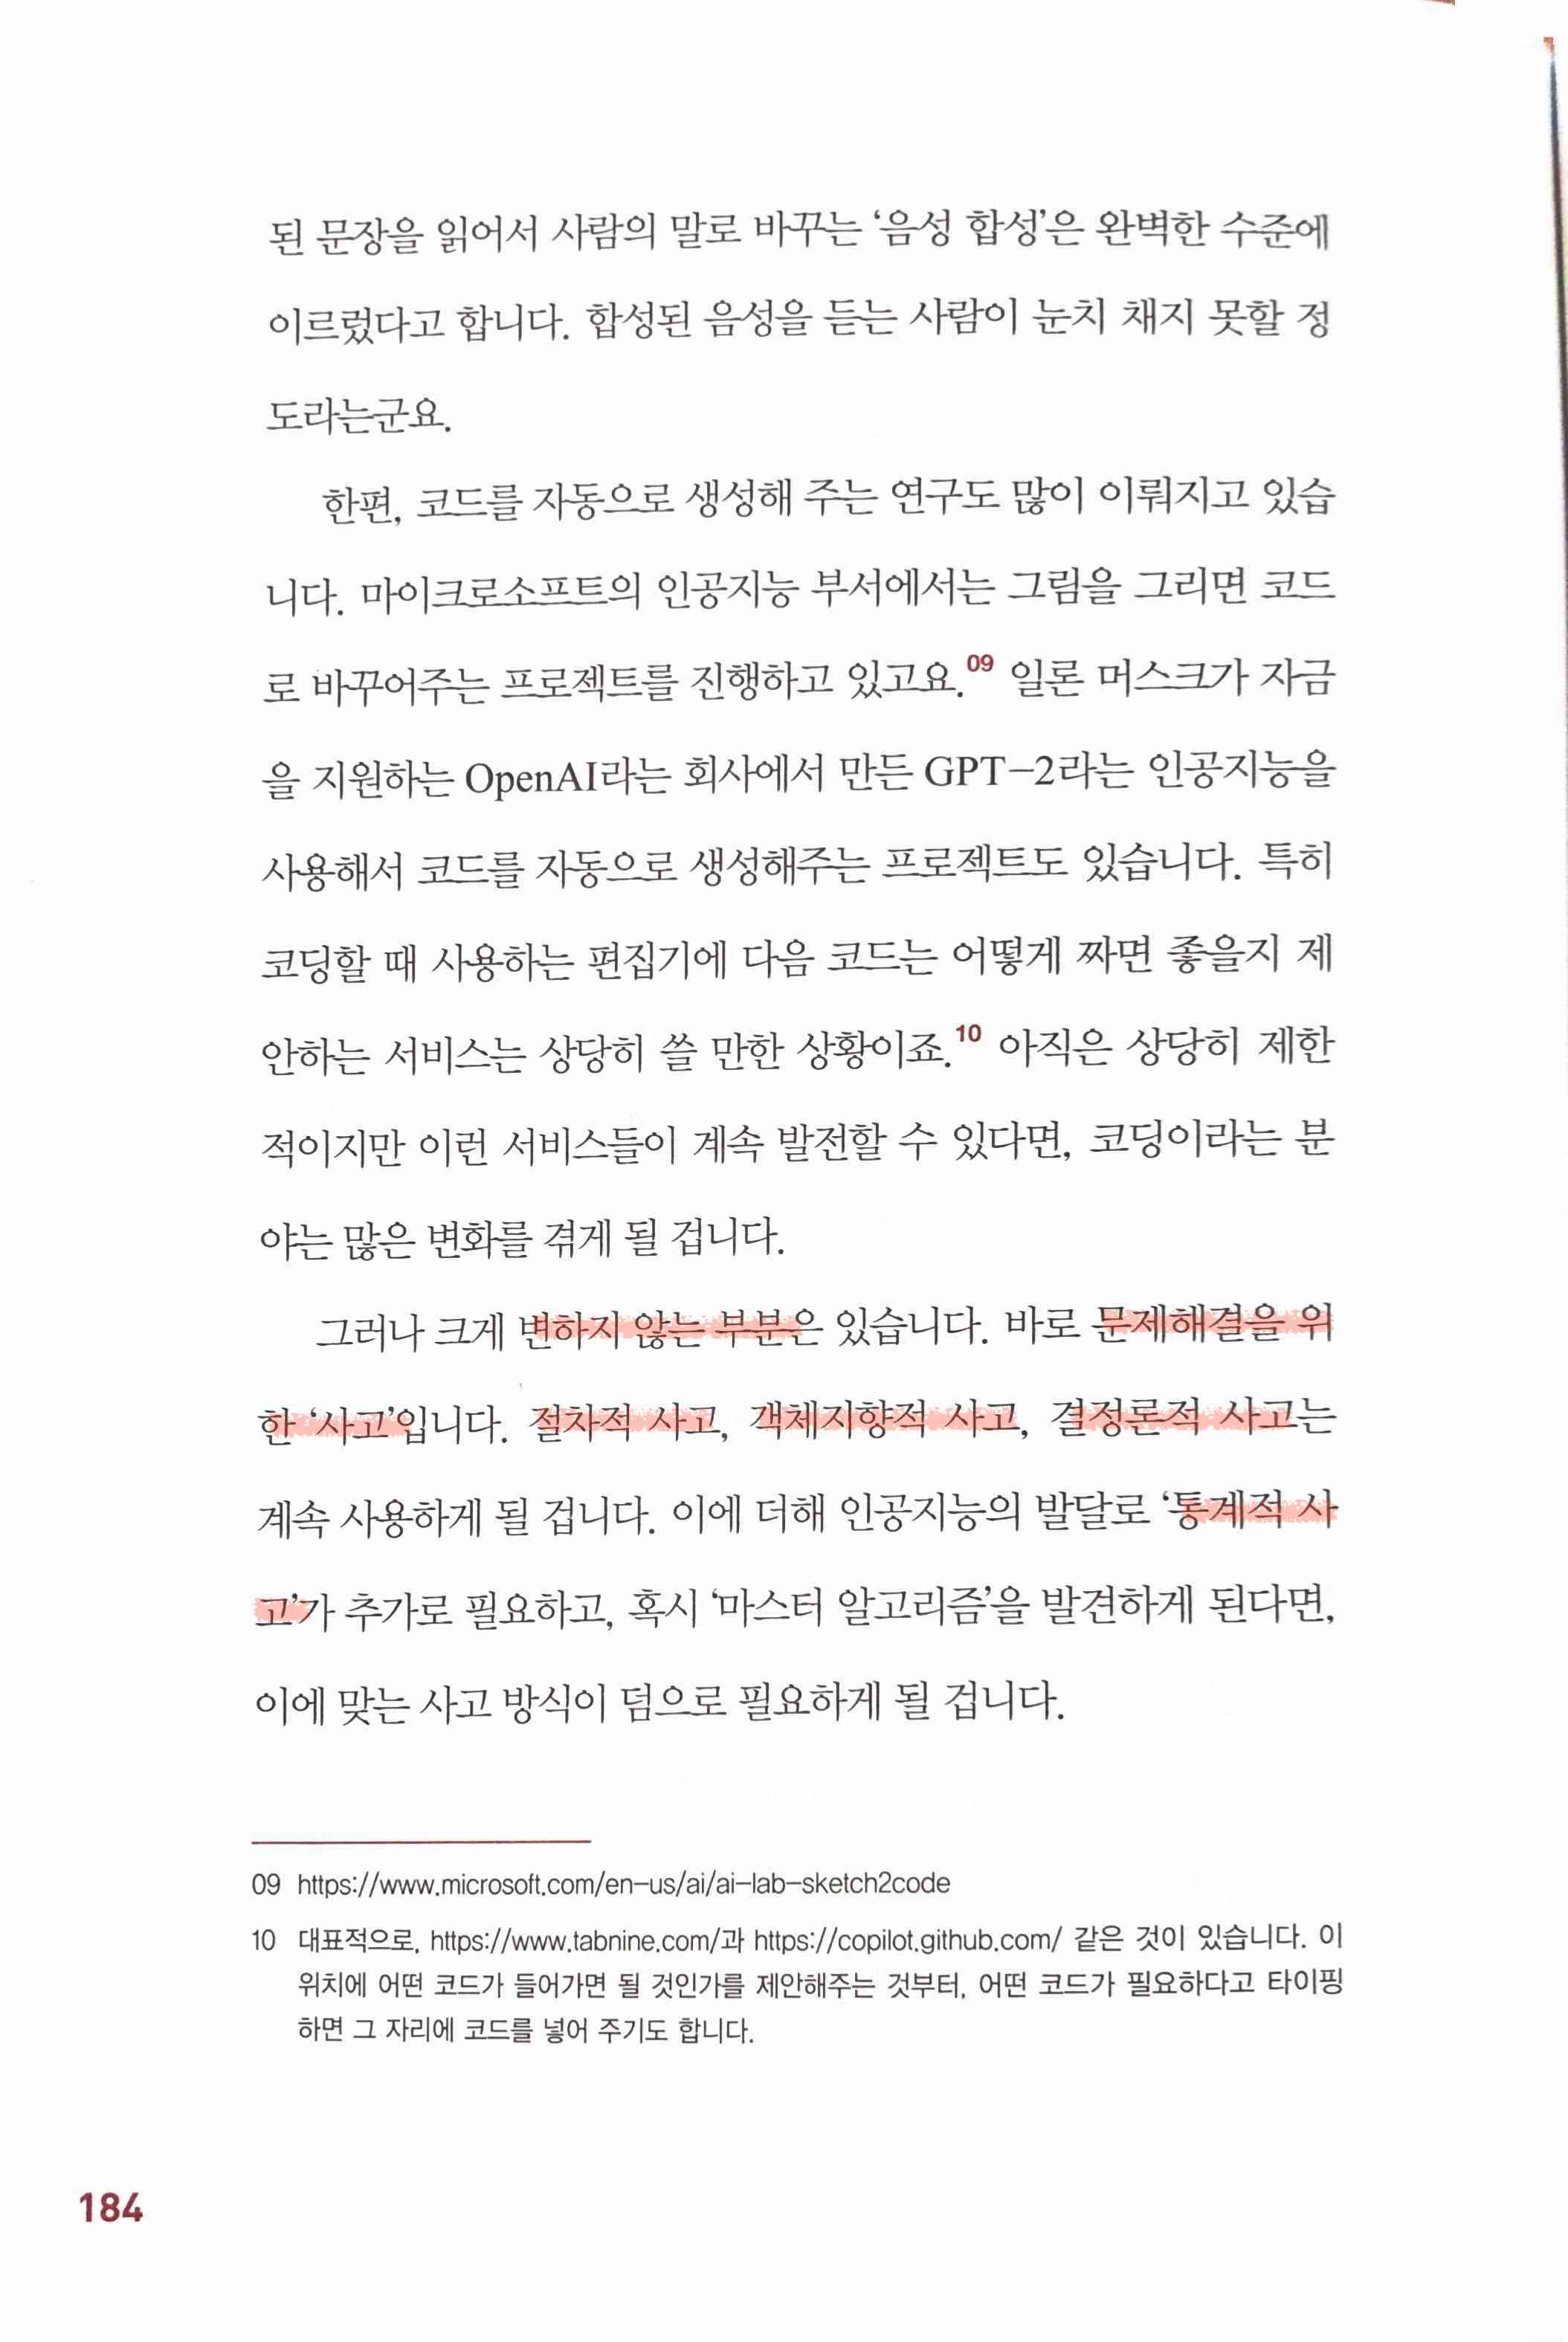 된 문장을 읽어서 사람의 말로 바꾸는 ‘음성 합성’은 완벽한 수준에
이르렀다고 합니다. 합성된 음성을 듣는 사람이 눈치 채지 못할 정
도라는군요.
한편, 코드를 자동으로 생성해 주는 연구도 많이 이뤄지고 있습
니다. 마이크로소프트의 인공지능 부서에서는 그림을 그리면 코드
로 바꾸어주는 프로젝트를 진행하고 있고요.09 일론 머스크가 자금
을 지원하는 OpenAI라는 회사에서 만든 GPT-2라는 인공지능을
사용해서 코드를 자동으로 생성해주는 프로젝트도 있습니다. 특히
코딩할 때 사용하는 편집기에 다음 코드는 어떻게 짜면 좋을지 제
안하는 서비스는 상당히 쓸 만한 상황이죠.10 아직은 상당히 제한
적이지만 이런 서비스들이 계속 발전할 수 있다면, 코딩이라는 분
야는 많은 변화를 겪게 될 겁니다.
그러나 크게 변하지 않는 부분은 있습니다. 바로 문제해결을 위
한 ‘사고’입니다. 절차적 사고, 객체지향적 사고, 결정론적 사고는
계속 사용하게 될 겁니다. 이에 더해 인공지능의 발달로 ‘통계적 사
고’가 추가로 필요하고, 혹시 ‘마스터 알고리즘’을 발견하게 된다면,
이에 맞는 사고 방식이 덤으로 필요하게 될 겁니다.
09 https://www.microsoft.com/en-us/ai/ai-lab-sketch2code
10 대표적으로, https://www.tabnine.com/과 https://copilot.github.com/ 같은 것이 있습니다. 이
위치에 어떤 코드가 들어가면 될 것인가를 제안해주는 것부터, 어떤 코드가 필요하다고 타이핑
하면 그 자리에 코드를 넣어 주기도 합니다.
184